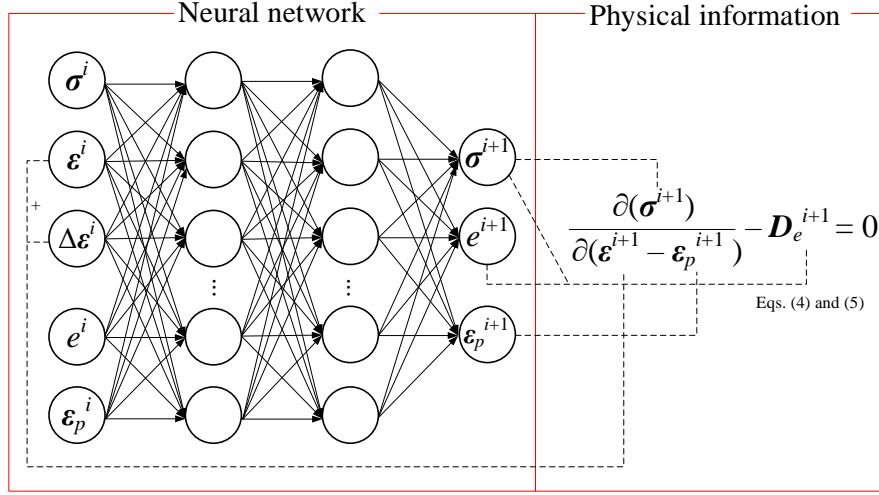 Neural network
Physical information
σ^i
ε^i
+
Δε^i
e^i
ε_p^i
⋮
⋮
σ^{i+1}
e^{i+1}
ε_p^{i+1}
∂(σ^{i+1})
∂(ε^{i+1} − ε_p^{i+1})
− D_e^{i+1} = 0
Eqs. (4) and (5)